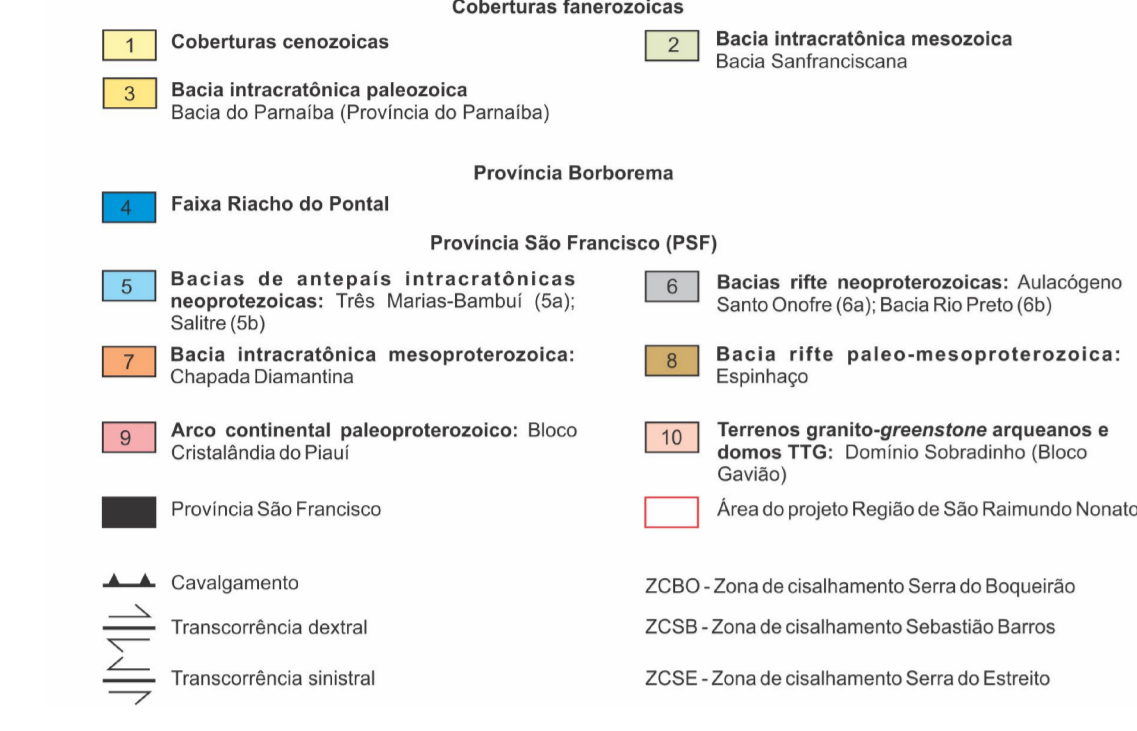 Coberturas fanerozoicas
1 Coberturas cenozoicas
2 Bacia intracratônica mesozoica
Bacia Sanfranciscana
3 Bacia intracratônica paleozoica
Bacia do Parnaíba (Província do Parnaíba)
Província Borborema
4 Faixa Riacho do Pontal
Província São Francisco (PSF)
5 Bacias de antepaís intracratônicas
neoprotezoicas: Três Marias-Bambuí (5a);
Salitre (5b)
6 Bacias rifte neoproterozoicas: Aulacógeno
Santo Onofre (6a); Bacia Rio Preto (6b)
7 Bacia intracratônica mesoproterozoica:
Chapada Diamantina
8 Bacia rifte paleo-mesoproterozoica:
Espinhaço
9 Arco continental paleoproterozoico: Bloco
Cristalândia do Piauí
10 Terrenos granito-greenstone arqueanos e
domos TTG: Domínio Sobradinho (Bloco
Gavião)
Província São Francisco
Área do projeto Região de São Raimundo Nonato
Cavalgamento
ZCBO - Zona de cisalhamento Serra do Boqueirão
Transcorrência dextral
ZCSB - Zona de cisalhamento Sebastião Barros
Transcorrência sinistral
ZCSE - Zona de cisalhamento Serra do Estreito